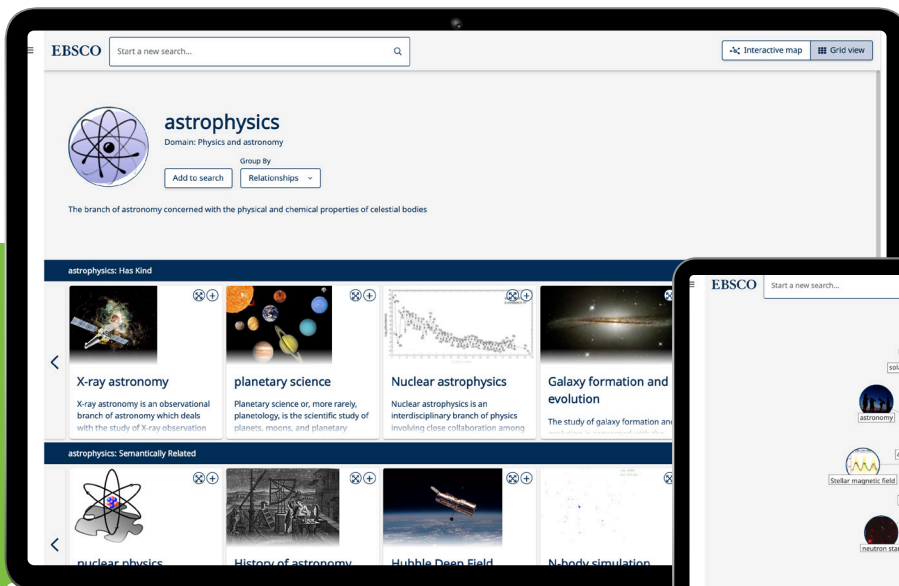 EBSCO
Start a new search...
Interactive map
Grid view
astrophysics
Domain: Physics and astronomy
Group By
Add to search
Relationships
The branch of astronomy concerned with the physical and chemical properties of celestial bodies
astrophysics: Has Kind
X-ray astronomy
X-ray astronomy is an observational
branch of astronomy which deals
with the study of X-ray observation
planetary science
Planetary science or, more rarely,
planetology, is the scientific study of
planets, moons, and planetary
Nuclear astrophysics
Nuclear astrophysics is an
interdisciplinary branch of physics
involving close collaboration among
Galaxy formation and
evolution
The study of galaxy formation and
astrophysics: Semantically Related
nuclear physics
History of astronomy
Hubble Deep Field
N-body simulation
EBSCO
Start a new search...
astronomy
Stellar magnetic field
neutron star